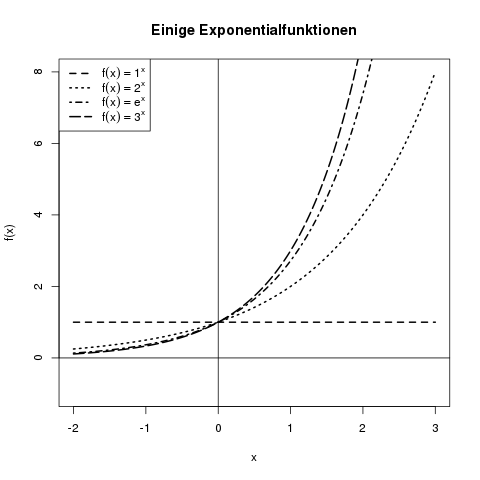 Einige Exponentialfunktionen
f(x) = 1ˣ
f(x) = 2ˣ
f(x) = eˣ
f(x) = 3ˣ
8
6
4
2
0
f(x)
-2 -1 0 1 2 3
x